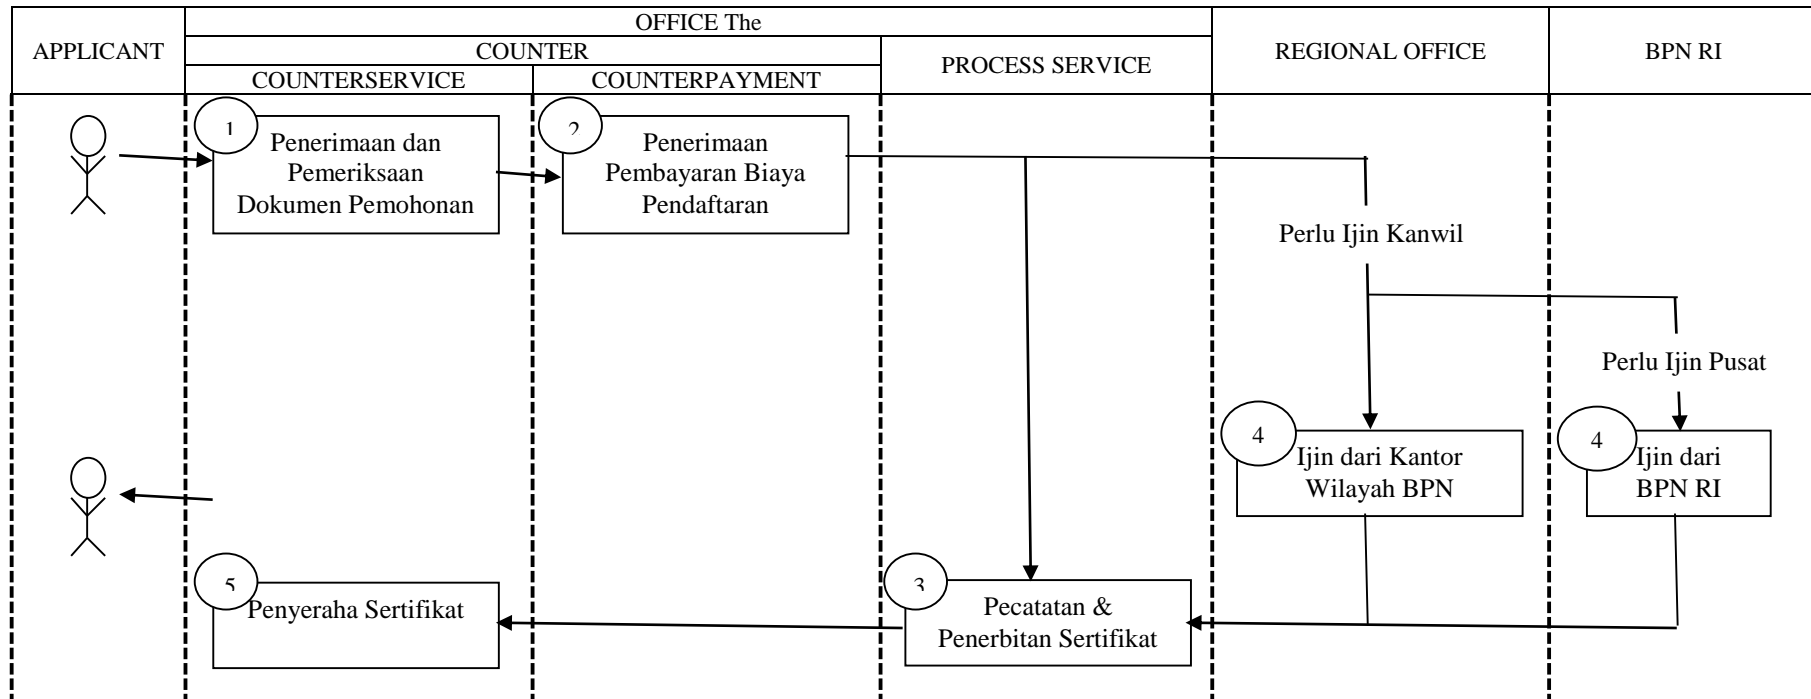 OFFICE The
APPLICANT
COUNTER
PROCESS SERVICE
REGIONAL OFFICE
BPN RI
COUNTERSERVICE
COUNTERPAYMENT
1
Penerimaan dan
Pemeriksaan
Dokumen Pemohonan
2
Penerimaan
Pembayaran Biaya
Pendaftaran
Perlu Ijin Kanwil
Perlu Ijin Pusat
4
Ijin dari Kantor
Wilayah BPN
4
Ijin dari
BPN RI
5
Penyeraha Sertifikat
3
Pecatatan &
Penerbitan Sertifikat